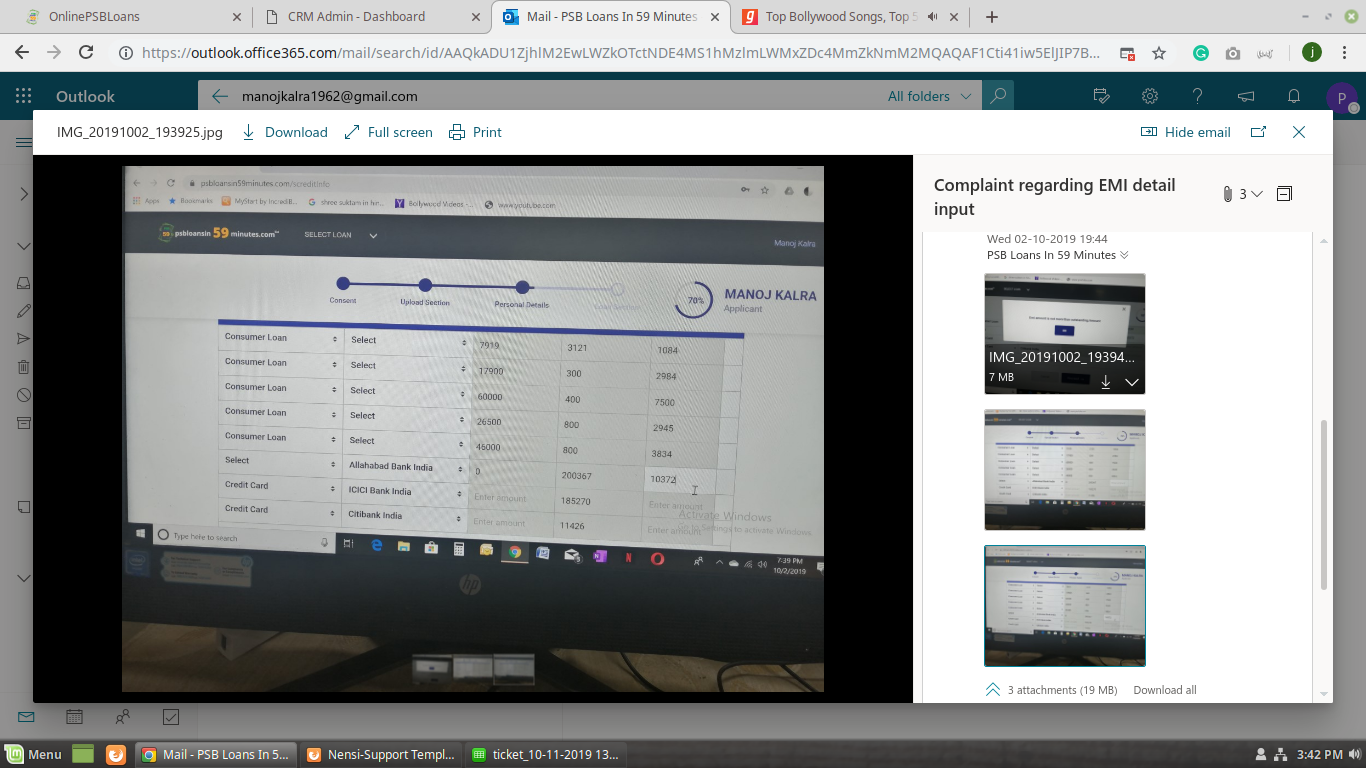 OnlinePSBLoans
CRM Admin - Dashboard
Mail - PSB Loans In 59 Minutes
Top Bollywood Songs, Top 5
https://outlook.office365.com/mail/search/id/AAQkADU1ZjhlM2EwLWZkOTctNDE4MS1hMzlmLWMxZDc4MmZkNmM2MQAQAF1Cti41iw5ElJIP7B...
Outlook
manojkalra1962@gmail.com
All folders
P
IMG_20191002_193925.jpg
Download
Full screen
Print
Hide email
psbloansin59minutes.com/screditinfo
Apps
Bookmarks
MyStart by IncrediB...
shree suktum in hin...
Bollywood Videos -...
www.youtube.com
psbloansin 59 minutes.com
SELECT LOAN
Manoj Kalra
Consent
Upload Section
Personal Details
70%
MANOJ KALRA
Applicant
Consumer Loan Select 7919 3121 1084
Consumer Loan Select 17900 300 2984
Consumer Loan Select 60000 400 7500
Consumer Loan Select 26500 800 2945
Consumer Loan Select 46000 800 3834
Select Allahabad Bank India 0 200367 10372
Credit Card ICICI Bank India Enter amount 185270 Enter amount
Credit Card Citibank India Enter amount 11426 Enter amount
Activate Windows
Go to Settings to activate Windows.
Type here to search
7:39 PM
10/2/2019
hp
Complaint regarding EMI detail
input
3
Wed 02-10-2019 19:44
PSB Loans In 59 Minutes
IMG_20191002_19394...
7 MB
3 attachments (19 MB)
Download all
Menu
Mail - PSB Loans In 5...
Nensi-Support Templ...
ticket_10-11-2019 13...
3:42 PM